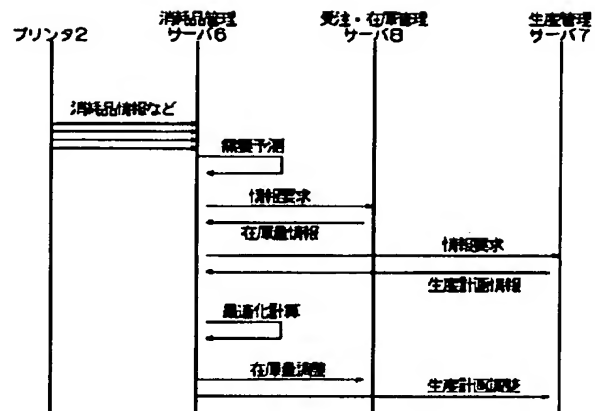 消耗品管理
受注・在庫管理
生産管理
プリンタ2
サーバ6
サーバ8
サーバ7
消耗品情報など
需要予測
情報要求
在庫量情報
情報要求
生産計画情報
最適化計算
在庫量調整
生産計画調整